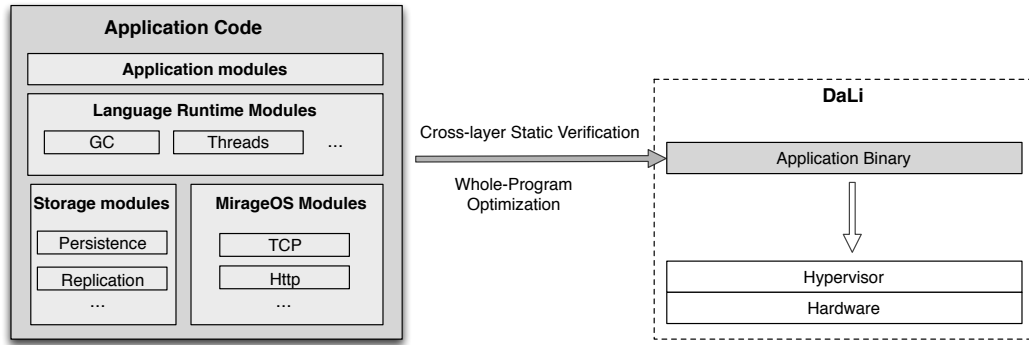 Application Code
Application modules
Language Runtime Modules
GC
Threads
...
Storage modules
Persistence
Replication
...
MirageOS Modules
TCP
Http
...
Cross-layer Static Verification
Whole-Program
Optimization
DaLi
Application Binary
Hypervisor
Hardware